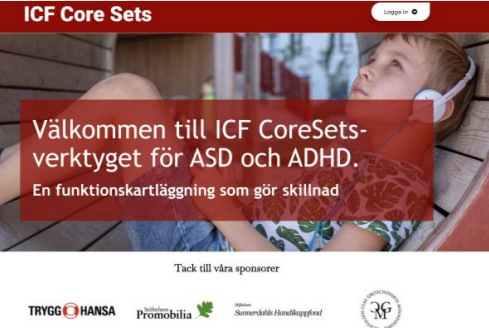 ICF Core Sets
Logga in
Välkommen till ICF CoreSets-
verktyget för ASD och ADHD.
En funktionskartläggning som gör skillnad
Tack till våra sponsorer
TRYGG HANSA
Stiftelsen
Promobilia
Stiftelsen
Sunnerdahls Handikappfond